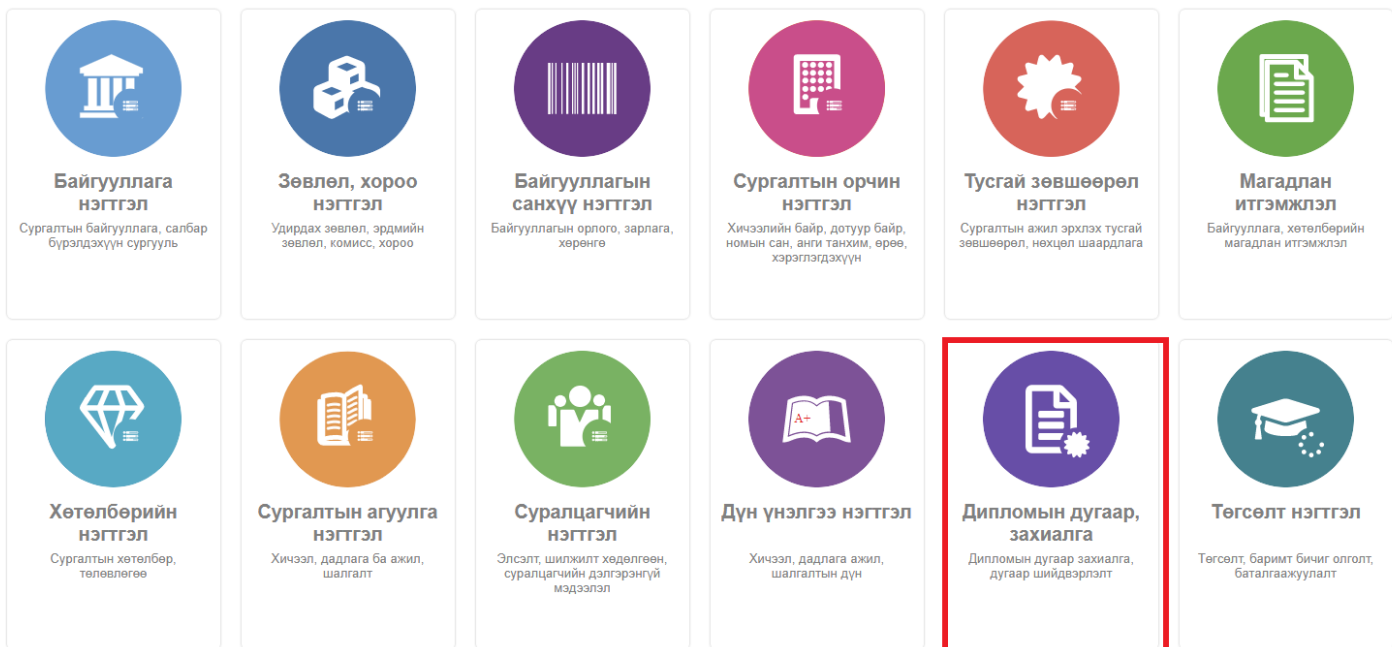 Байгууллага
нэгтгэл
Сургалтын байгууллага, салбар
бүрэлдэхүүн сургууль
Зөвлөл, хороо
нэгтгэл
Удирдах зөвлөл, эрдмийн
зөвлөл, комисс, хороо
Байгууллагын
санхүү нэгтгэл
Байгууллагын орлого, зарлага,
хөрөнгө
Сургалтын орчин
нэгтгэл
Хичээлийн байр, дотуур байр,
номын сан, анги танхим, өрөө,
хэрэглэгдэхүүн
Тусгай зөвшөөрөл
нэгтгэл
Сургалтын ажил эрхлэх тусгай
зөвшөөрөл, нөхцөл шаардлага
Магадлан
итгэмжлэл
Байгууллага, хөтөлбөрийн
магадлан итгэмжлэл
Хөтөлбөрийн
нэгтгэл
Сургалтын хөтөлбөр,
төлөвлөгөө
Сургалтын агуулга
нэгтгэл
Хичээл, дадлага ба ажил,
шалгалт
Суралцагчийн
нэгтгэл
Элсэлт, шилжилт хөдөлгөөн,
суралцагчийн дэлгэрэнгүй
мэдээлэл
A+
Дүн үнэлгээ нэгтгэл
Хичээл, дадлага ажил,
шалгалтын дүн
Дипломын дугаар,
захиалга
Дипломын дугаар захиалга,
дугаар шийдвэрлэлт
Төгсөлт нэгтгэл
Төгсөлт, баримт бичиг олголт,
баталгаажуулалт